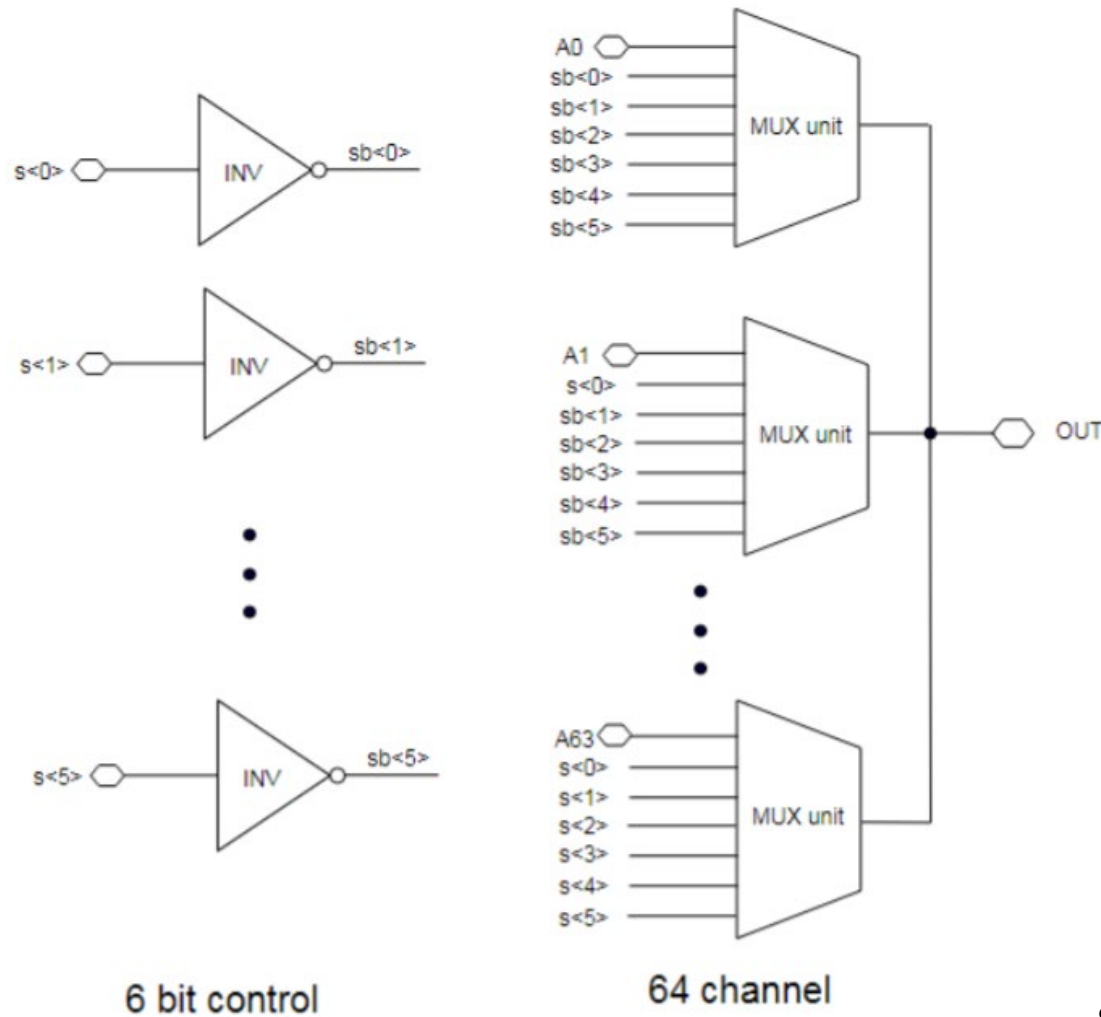 s<0>
INV
sb<0>
s<1>
INV
sb<1>
s<5>
INV
sb<5>
6 bit control
A0
sb<0>
sb<1>
sb<2>
sb<3>
sb<4>
sb<5>
MUX unit
A1
s<0>
sb<1>
sb<2>
sb<3>
sb<4>
sb<5>
MUX unit
OUT
A63
s<0>
s<1>
s<2>
s<3>
s<4>
s<5>
MUX unit
64 channel